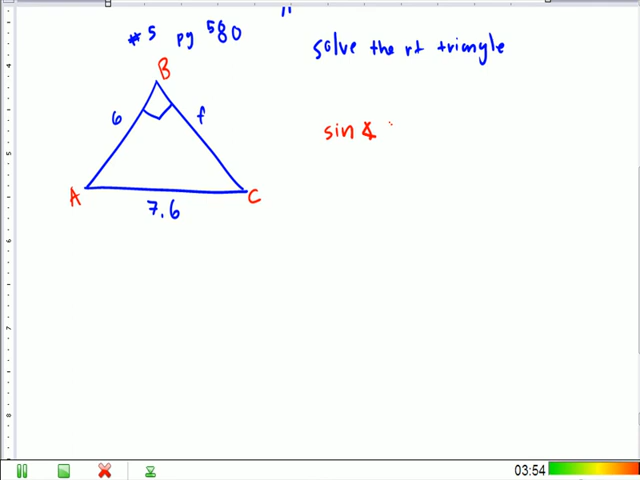 #5 pg 580
solve the rt triangle
B
6 f
sin ∡
A C
7.6
03:54